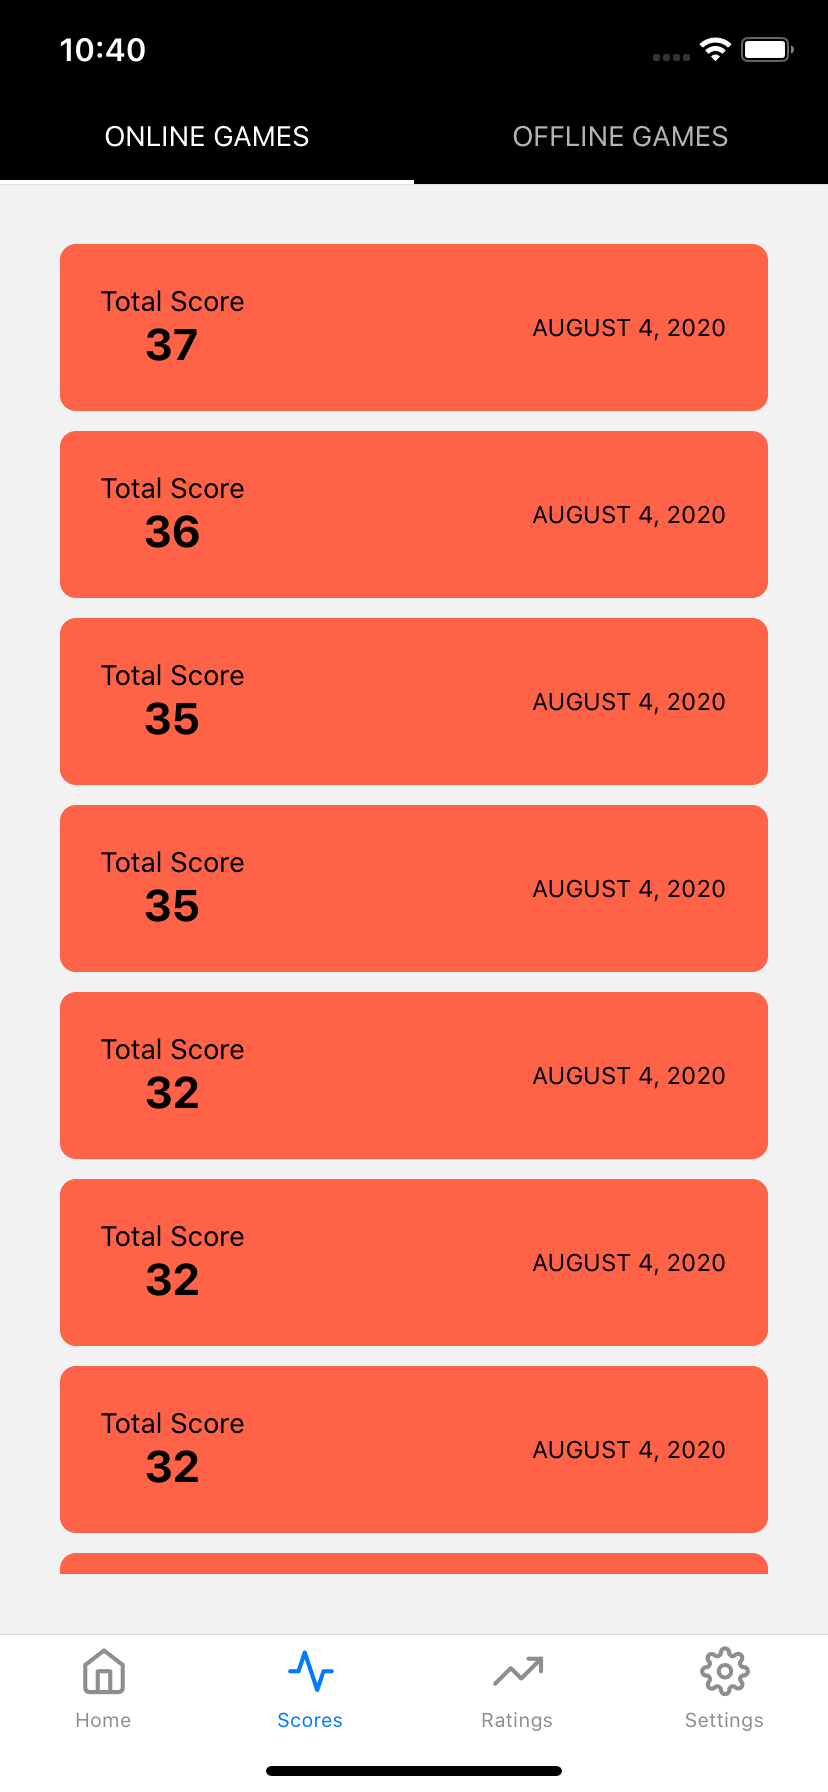 10:40
ONLINE GAMES OFFLINE GAMES
Total Score
37
AUGUST 4, 2020
Total Score
36
AUGUST 4, 2020
Total Score
35
AUGUST 4, 2020
Total Score
35
AUGUST 4, 2020
Total Score
32
AUGUST 4, 2020
Total Score
32
AUGUST 4, 2020
Total Score
32
AUGUST 4, 2020
Home Scores Ratings Settings